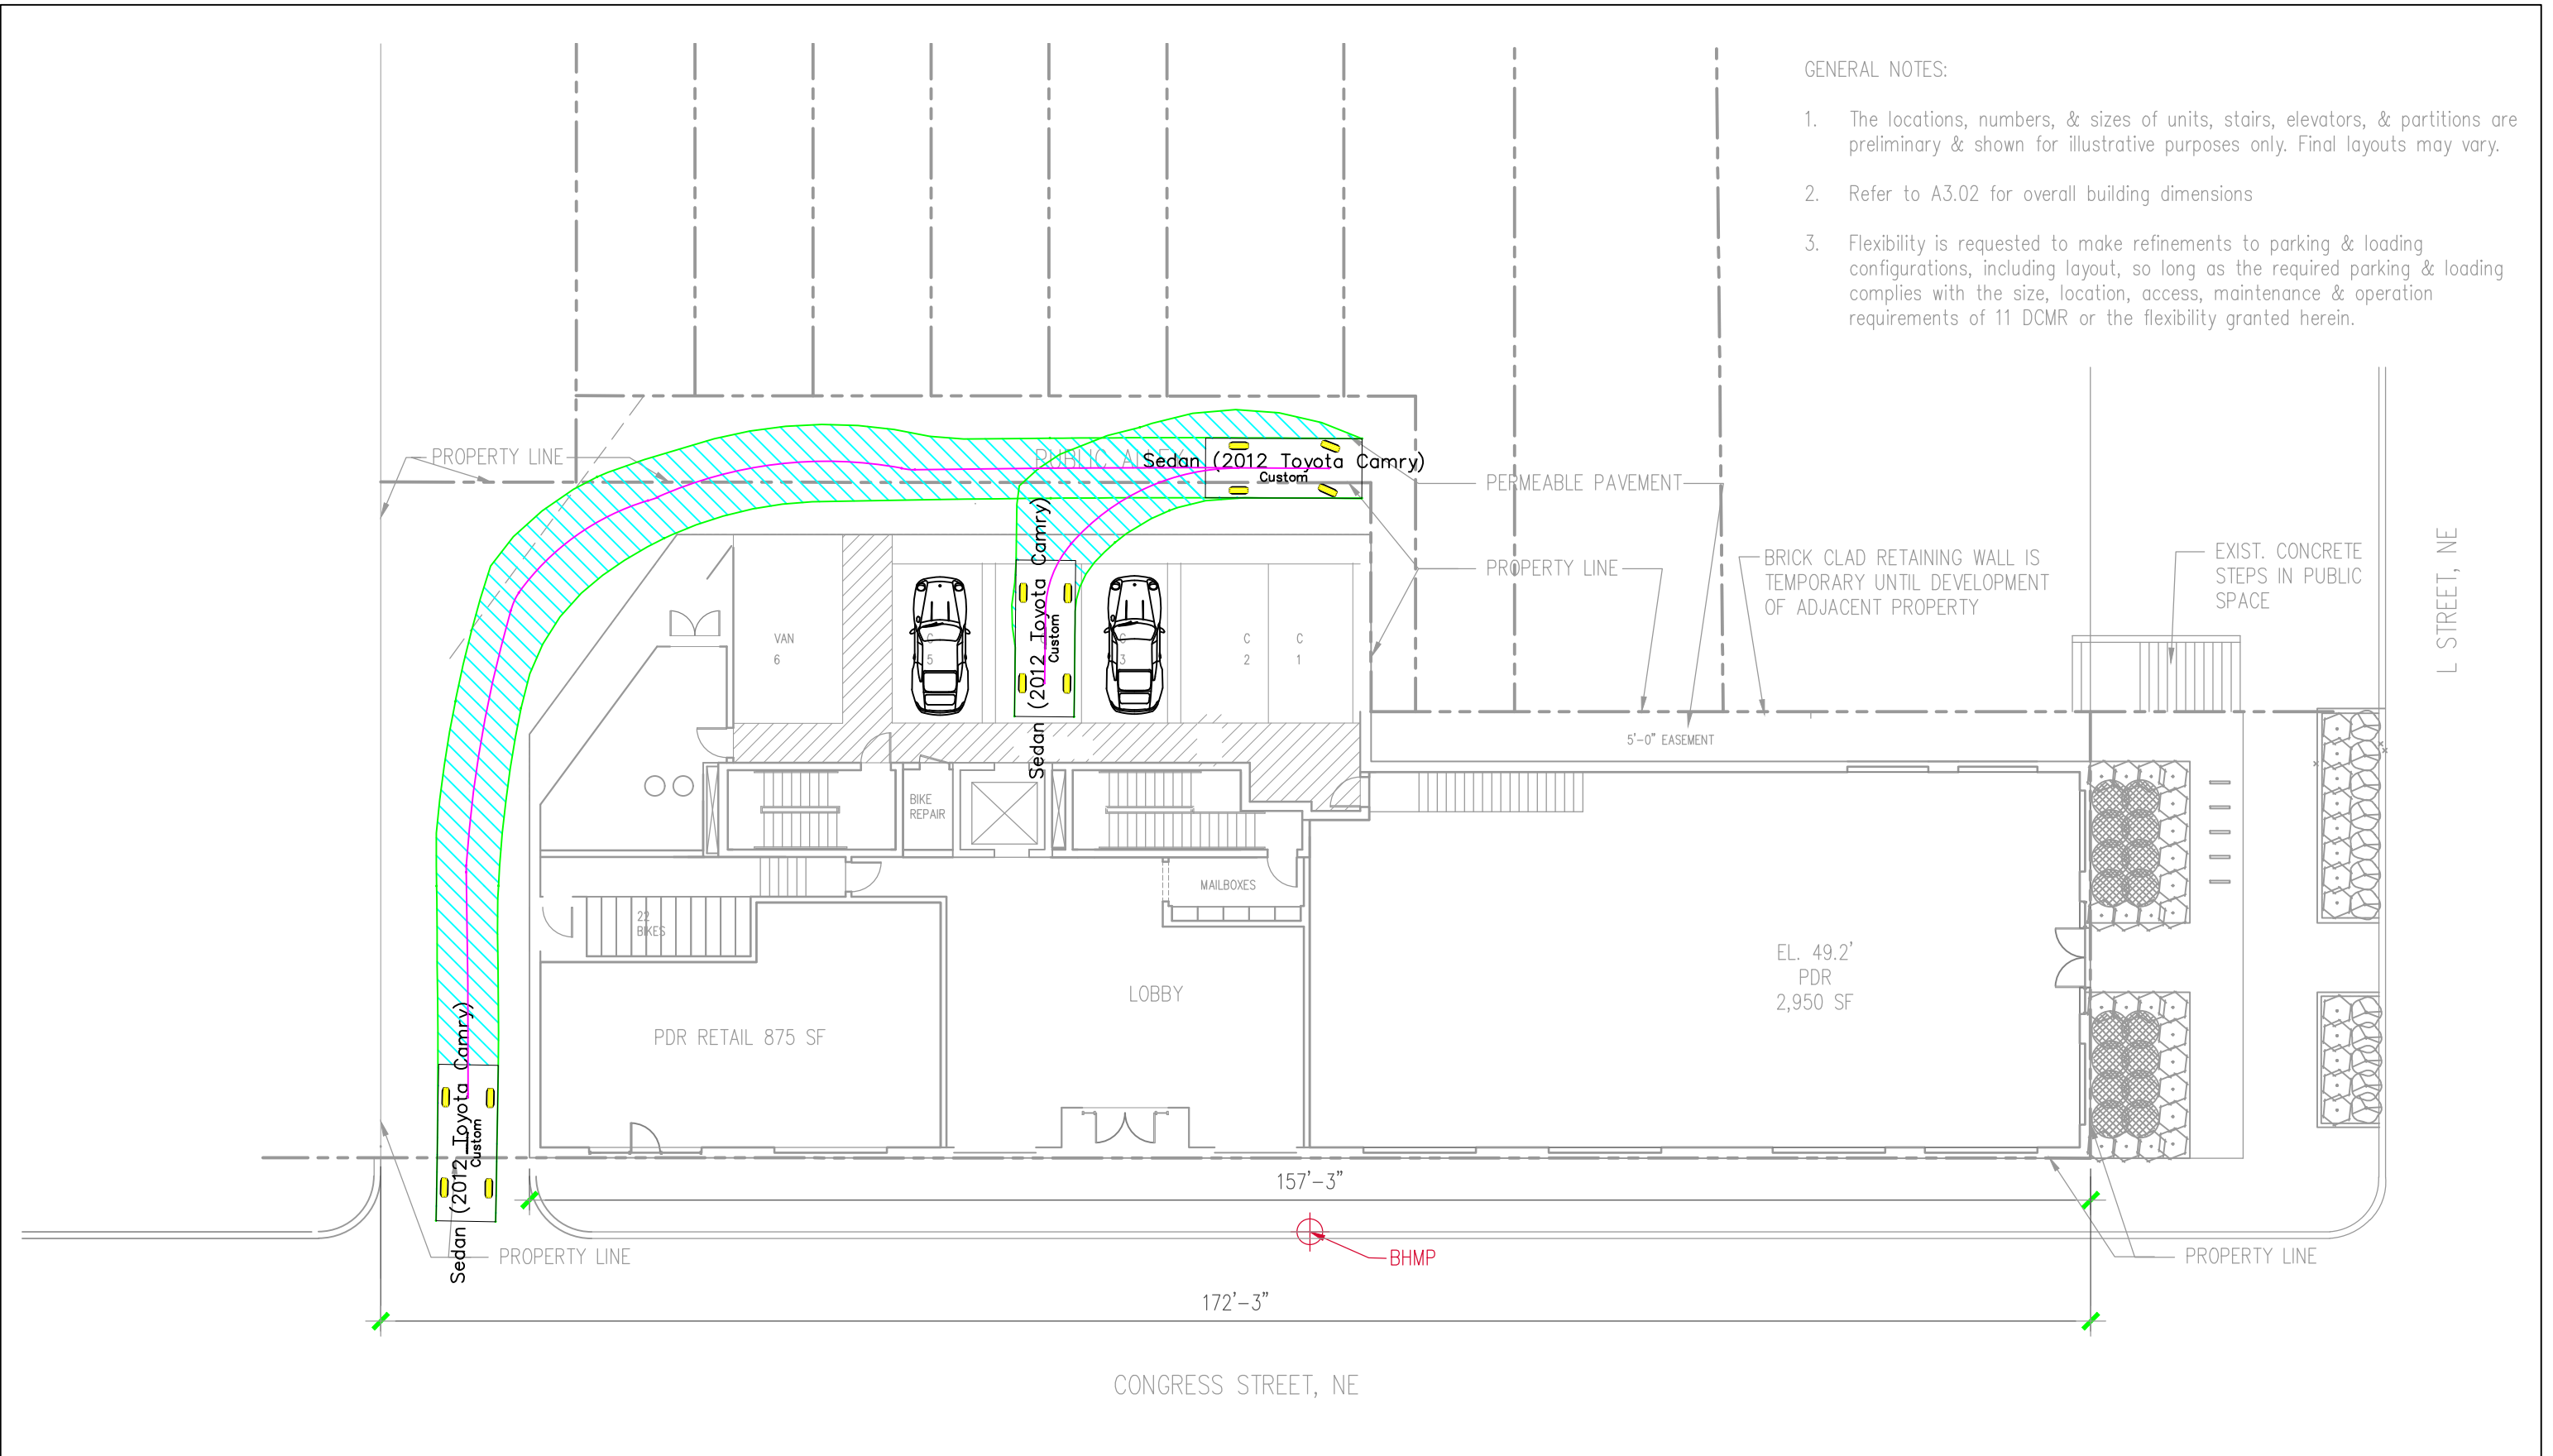 GENERAL NOTES:
1. The locations, numbers, & sizes of units, stairs, elevators, & partitions are
preliminary & shown for illustrative purposes only. Final layouts may vary.
2. Refer to A3.02 for overall building dimensions
3. Flexibility is requested to make refinements to parking & loading
configurations, including layout, so long as the required parking & loading
complies with the size, location, access, maintenance & operation
requirements of 11 DCMR or the flexibility granted herein.
PROPERTY LINE
PUBLIC ALLEY
Sedan (2012 Toyota Camry)
Custom
PERMEABLE PAVEMENT
PROPERTY LINE
BRICK CLAD RETAINING WALL IS
TEMPORARY UNTIL DEVELOPMENT
OF ADJACENT PROPERTY
EXIST. CONCRETE
STEPS IN PUBLIC
SPACE
L STREET, NE
VAN
6
C
5
Sedan (2012 Toyota Camry)
Custom
C
3
C
2
C
1
5'-0" EASEMENT
BIKE
REPAIR
MAILBOXES
22
BIKES
LOBBY
EL. 49.2'
PDR
2,950 SF
PDR RETAIL 875 SF
Sedan (2012 Toyota Camry)
Custom
157'-3"
PROPERTY LINE
BHMP
PROPERTY LINE
172'-3"
CONGRESS STREET, NE